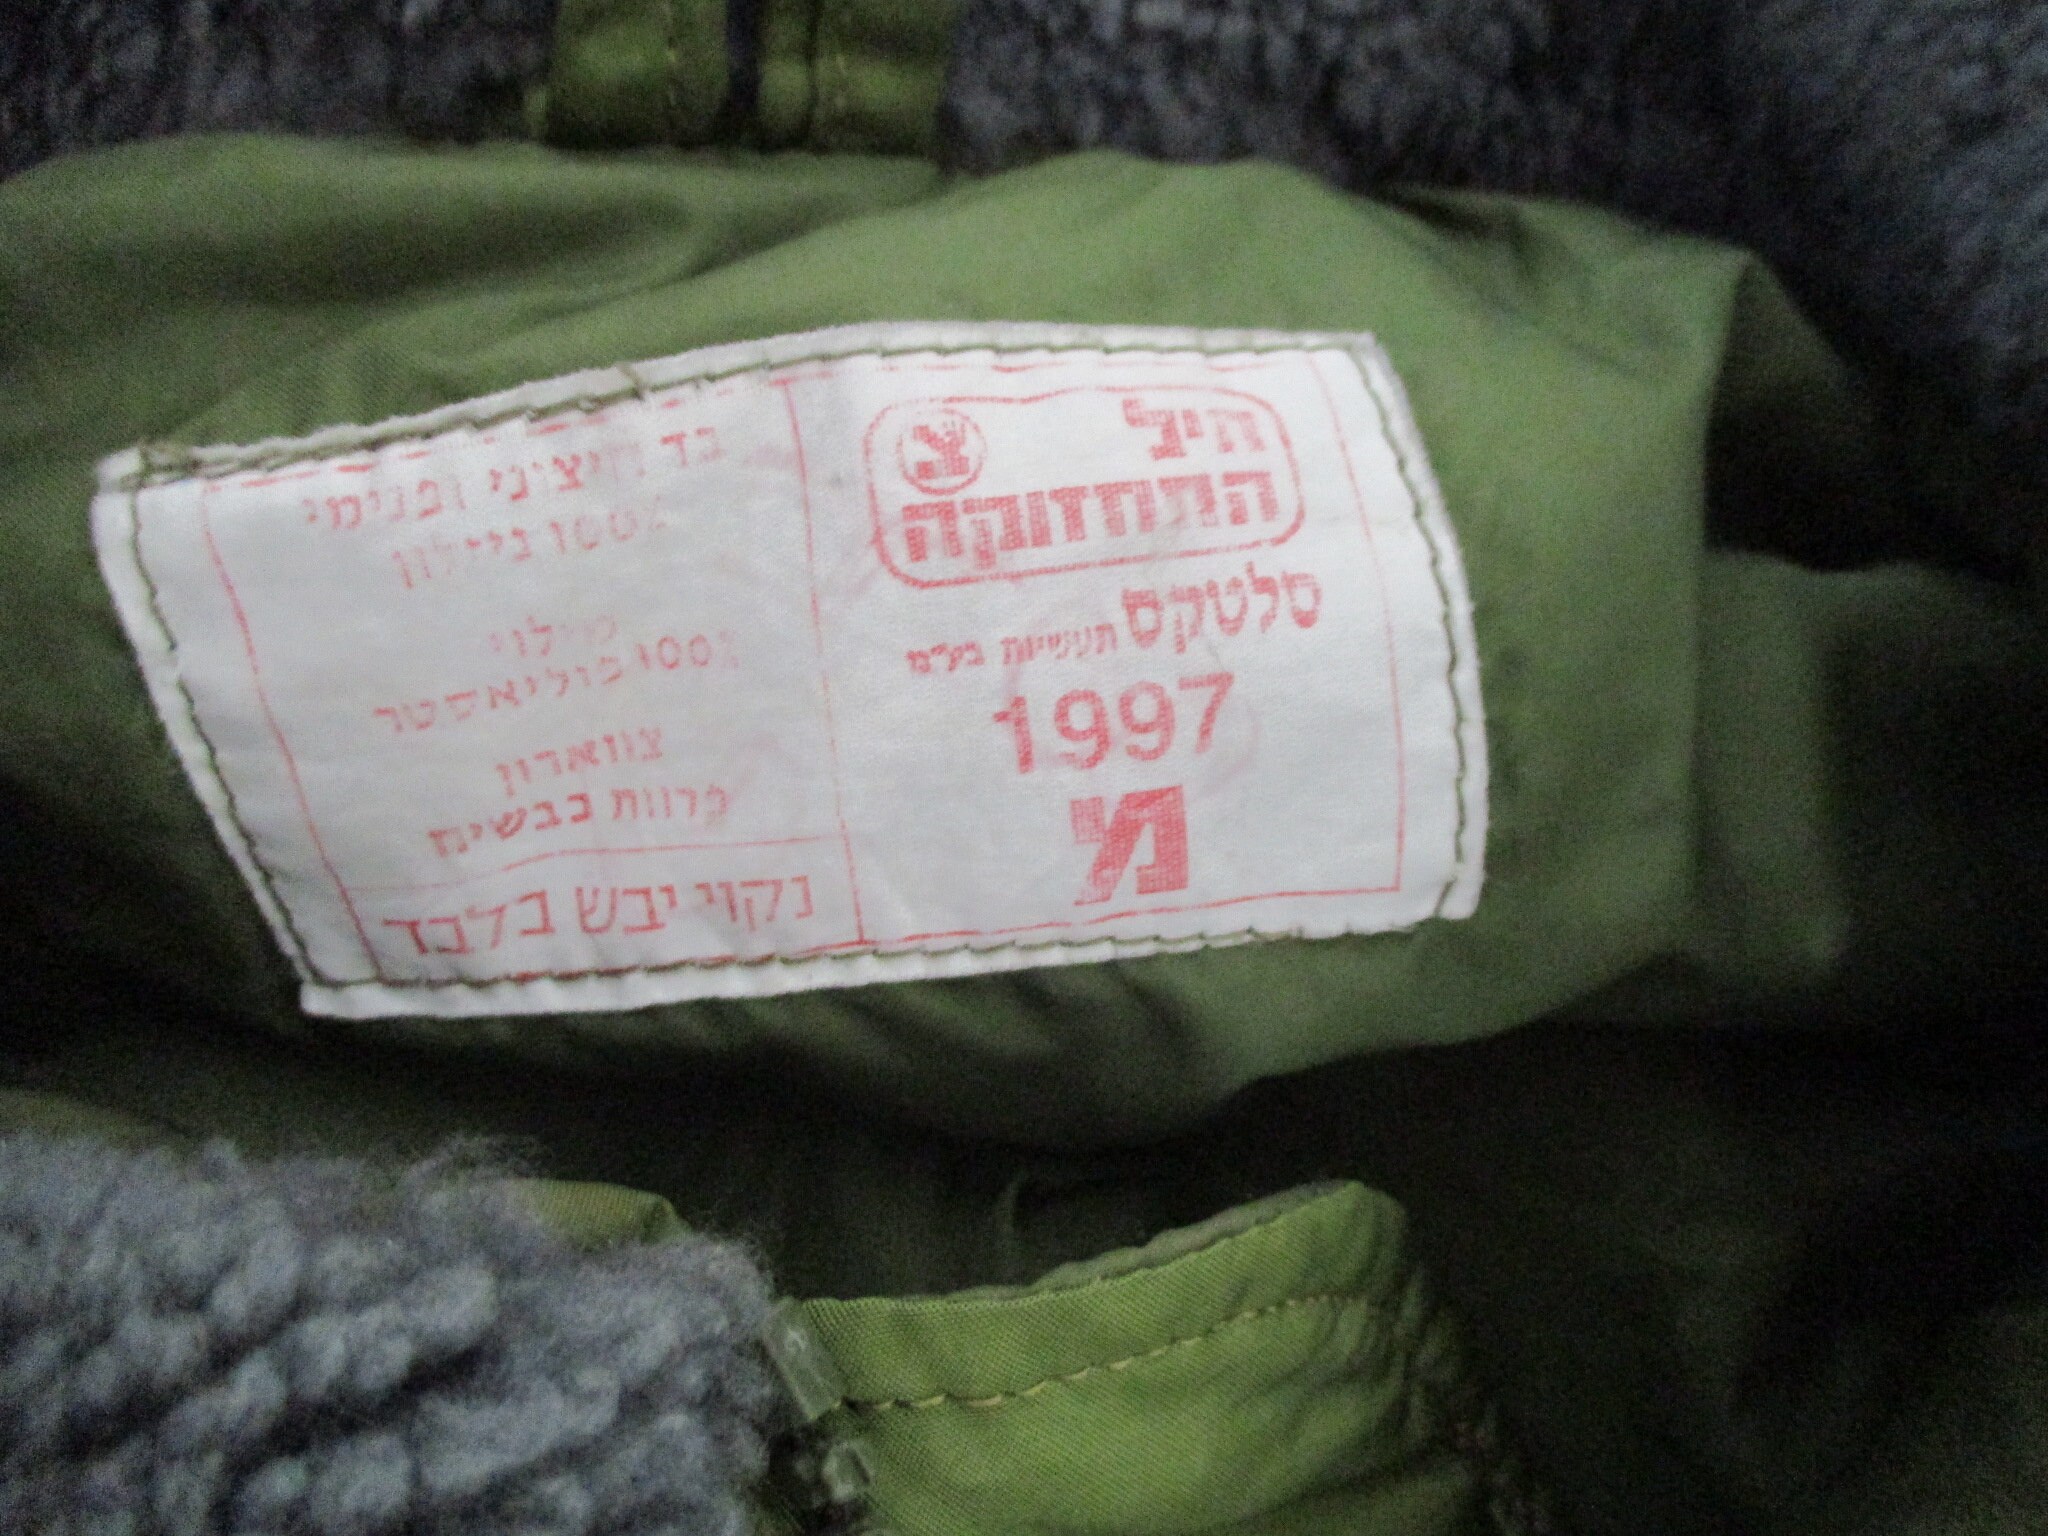 צ
חיל
התחזוקה
סלטקס תעשיות בע״מ
1997
מ
בד חיצוני ופנימי
100% ניילון
מילוי
100% פוליאסטר
צווארון
פרוות כבשים
נקוי יבש בלבד